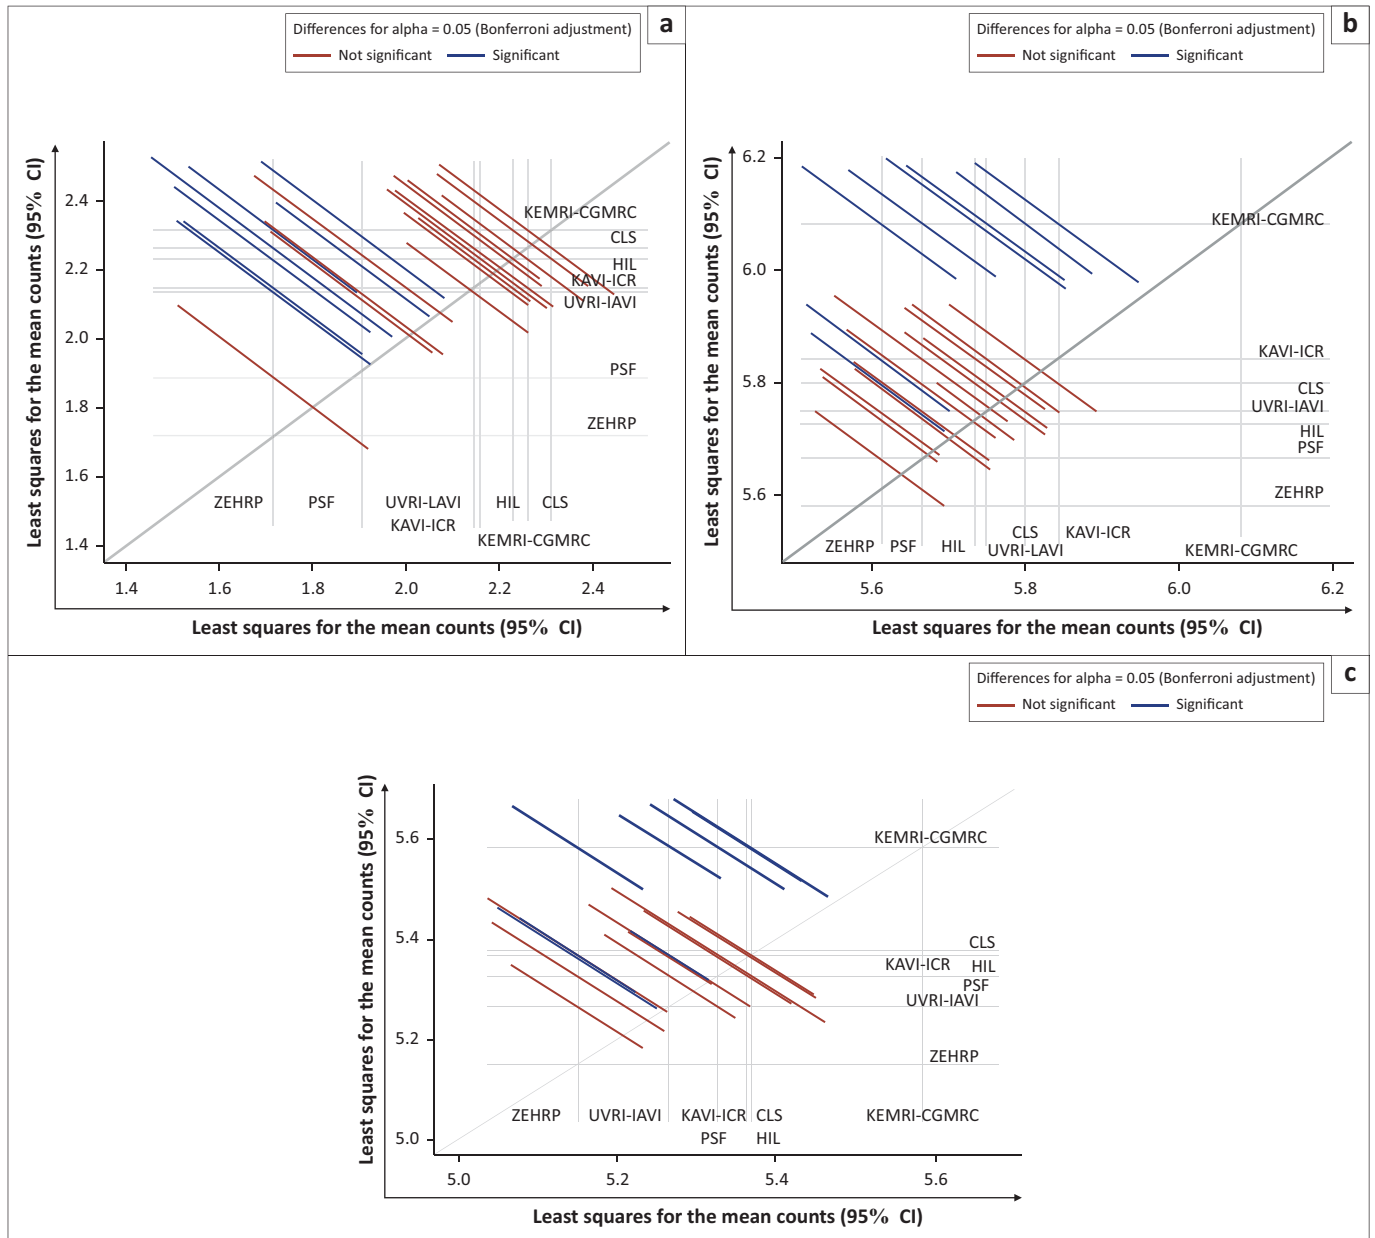 a
Differences for alpha = 0.05 (Bonferroni adjustment)
Not significant Significant
Least squares for the mean counts (95% CI)
2.4
2.2
2.0
1.8
1.6
1.4
KEMRI-CGMRC
CLS
HIL
KAVI-ICR
UVRI-IAVI
PSF
ZEHRP
ZEHRP PSF UVRI-LAVI HIL CLS
KAVI-ICR
KEMRI-CGMRC
1.4 1.6 1.8 2.0 2.2 2.4
Least squares for the mean counts (95% CI)
b
Differences for alpha = 0.05 (Bonferroni adjustment)
Not significant Significant
Least squares for the mean counts (95% CI)
6.2
6.0
5.8
5.6
KEMRI-CGMRC
KAVI-ICR
CLS
UVRI-IAVI
HIL
PSF
ZEHRP
CLS KAVI-ICR
ZEHRP PSF HIL
UVRI-LAVI KEMRI-CGMRC
5.6 5.8 6.0 6.2
Least squares for the mean counts (95% CI)
c
Differences for alpha = 0.05 (Bonferroni adjustment)
Not significant Significant
Least squares for the mean counts (95% CI)
5.6
5.4
5.2
5.0
KEMRI-CGMRC
CLS
KAVI-ICR HIL
PSF
UVRI-IAVI
ZEHRP
ZEHRP UVRI-IAVI KAVI-ICR CLS KEMRI-CGMRC
PSF HIL
5.0 5.2 5.4 5.6
Least squares for the mean counts (95% CI)